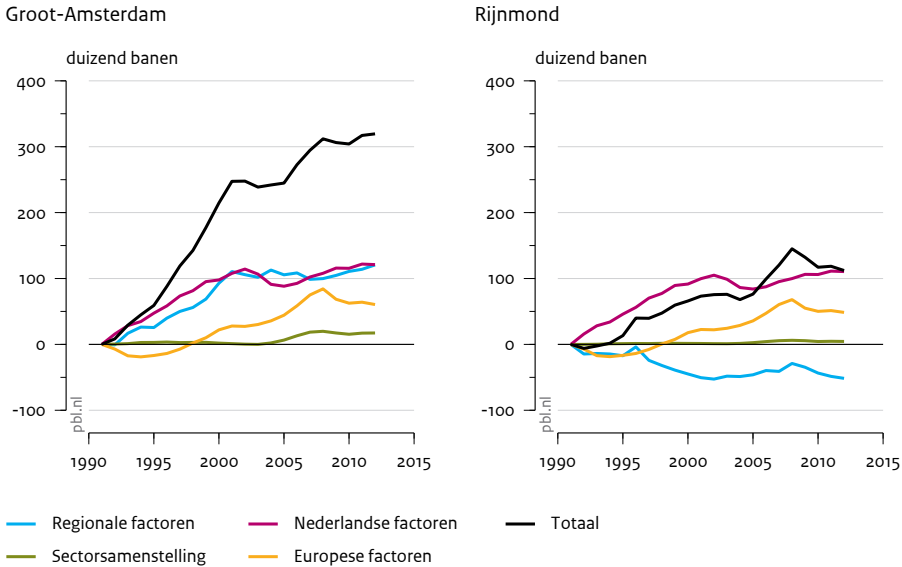 Groot-Amsterdam
duizend banen
400
300
200
100
0
-100
pbl.nl
1990 1995 2000 2005 2010 2015
Rijnmond
duizend banen
400
300
200
100
0
-100
pbl.nl
1990 1995 2000 2005 2010 2015
Regionale factoren Nederlandse factoren Totaal
Sectorsamenstelling Europese factoren